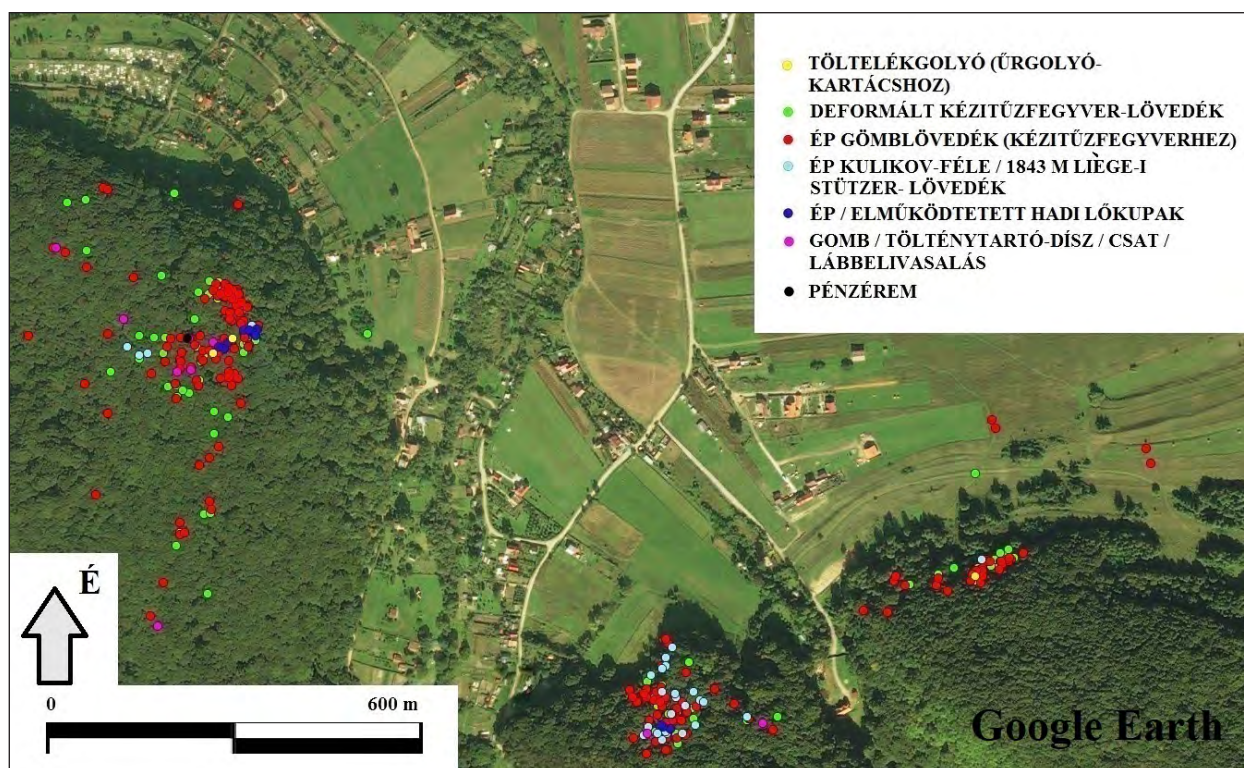 TÖLTELÉKGOLYÓ (ŰRGOLYÓ-
KARTÁCSHOZ)
DEFORMÁLT KÉZITŰZFEGYVER-LÖVEDÉK
ÉP GÖMBLÖVEDÉK (KÉZITŰZFEGYVERHEZ)
ÉP KULIKOV-FÉLE / 1843 M LIÈGE-I
STÜTZER- LÖVEDÉK
ÉP / ELMŰKÖDTETETT HADI LŐKUPAK
GOMB / TÖLTÉNYTARTÓ-DÍSZ / CSAT /
LÁBBELIVASALÁS
PÉNZÉREM
É
0 600 m
Google Earth